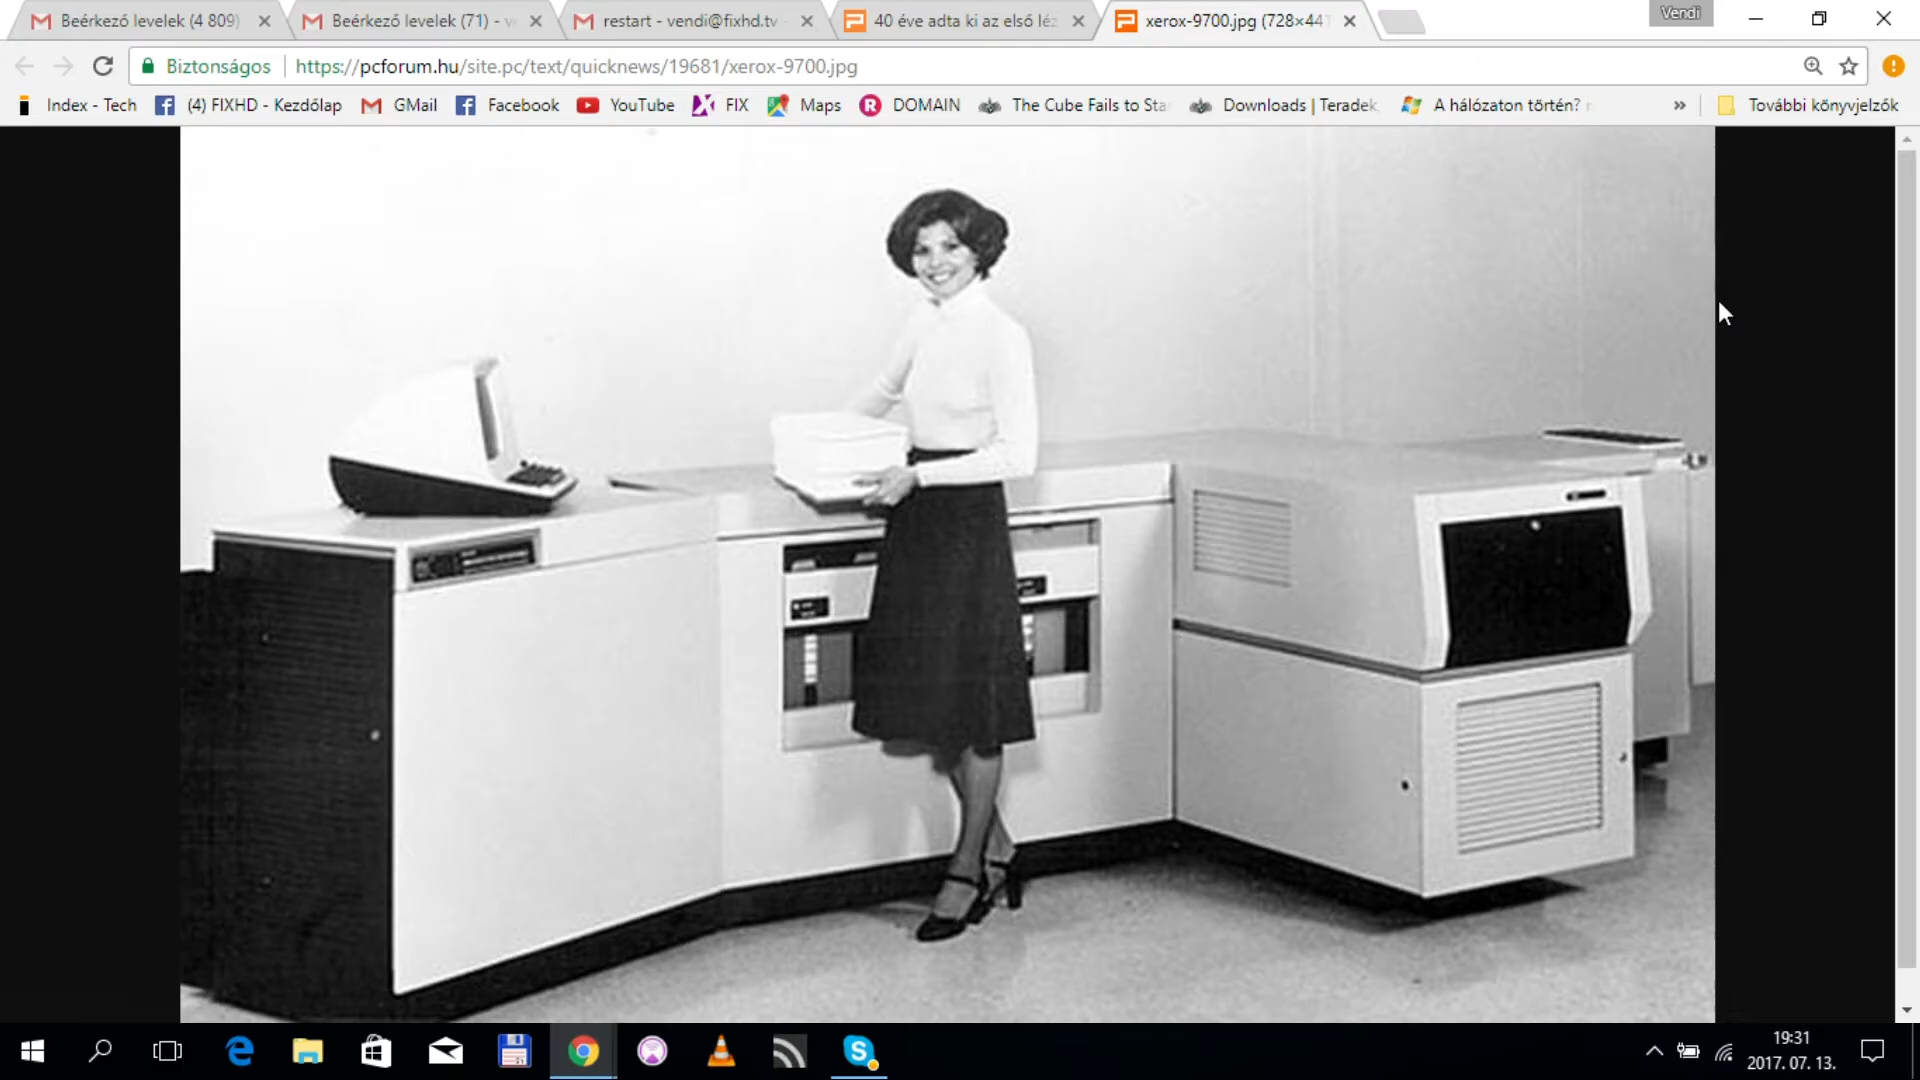 Beérkező levelek (4 809)
Beérkező levelek (71) - v
restart - vendi@fixhd.tv -
40 éve adta ki az első léz
xerox-9700.jpg (728×441
Vendi
Biztonságos
https://pcforum.hu/site.pc/text/quicknews/19681/xerox-9700.jpg
Index - Tech
(4) FIXHD - Kezdőlap
GMail
Facebook
YouTube
FIX
Maps
DOMAIN
The Cube Fails to Star
Downloads | Teradek
A hálózaton történ?
»
További könyvjelzők
19:31
2017. 07. 13.